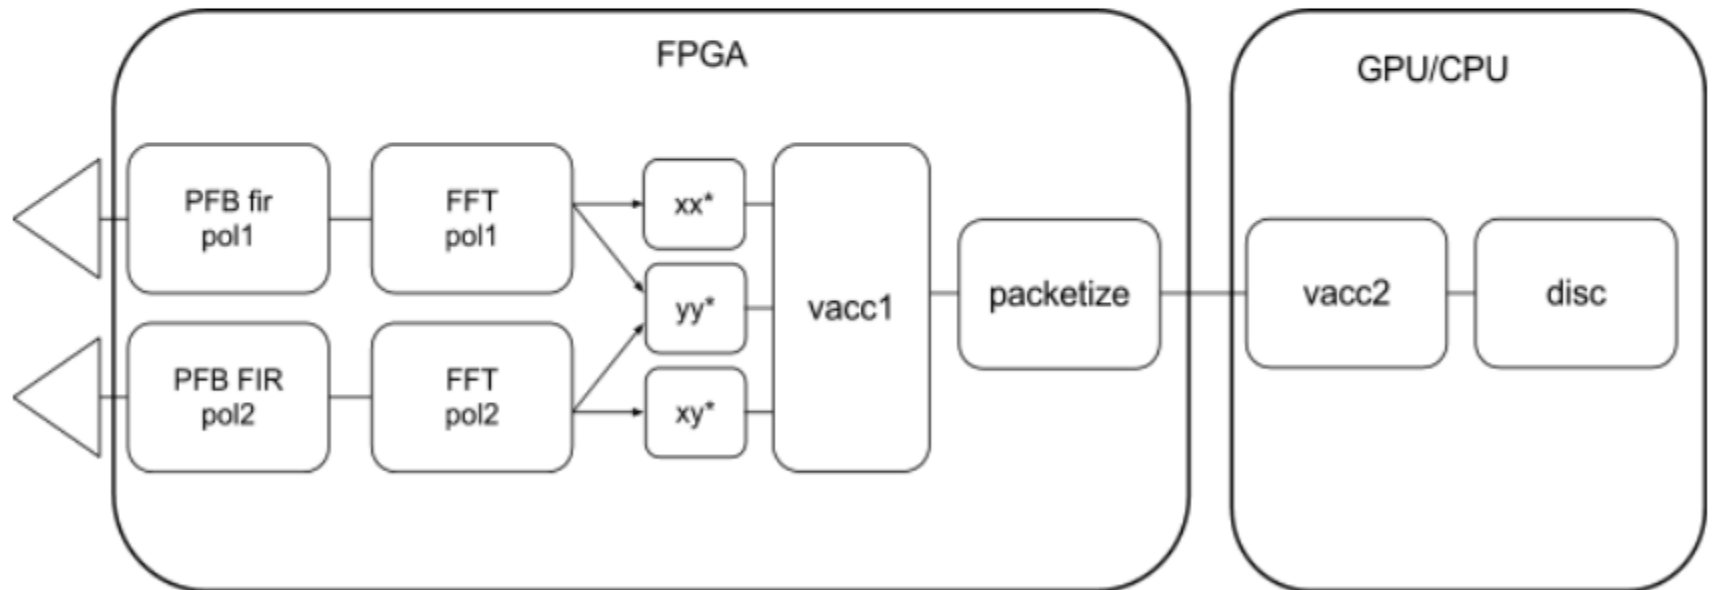 FPGA
GPU/CPU
PFB fir
pol1
FFT
pol1
xx*
yy*
xy*
PFB FIR
pol2
FFT
pol2
vacc1
packetize
vacc2
disc